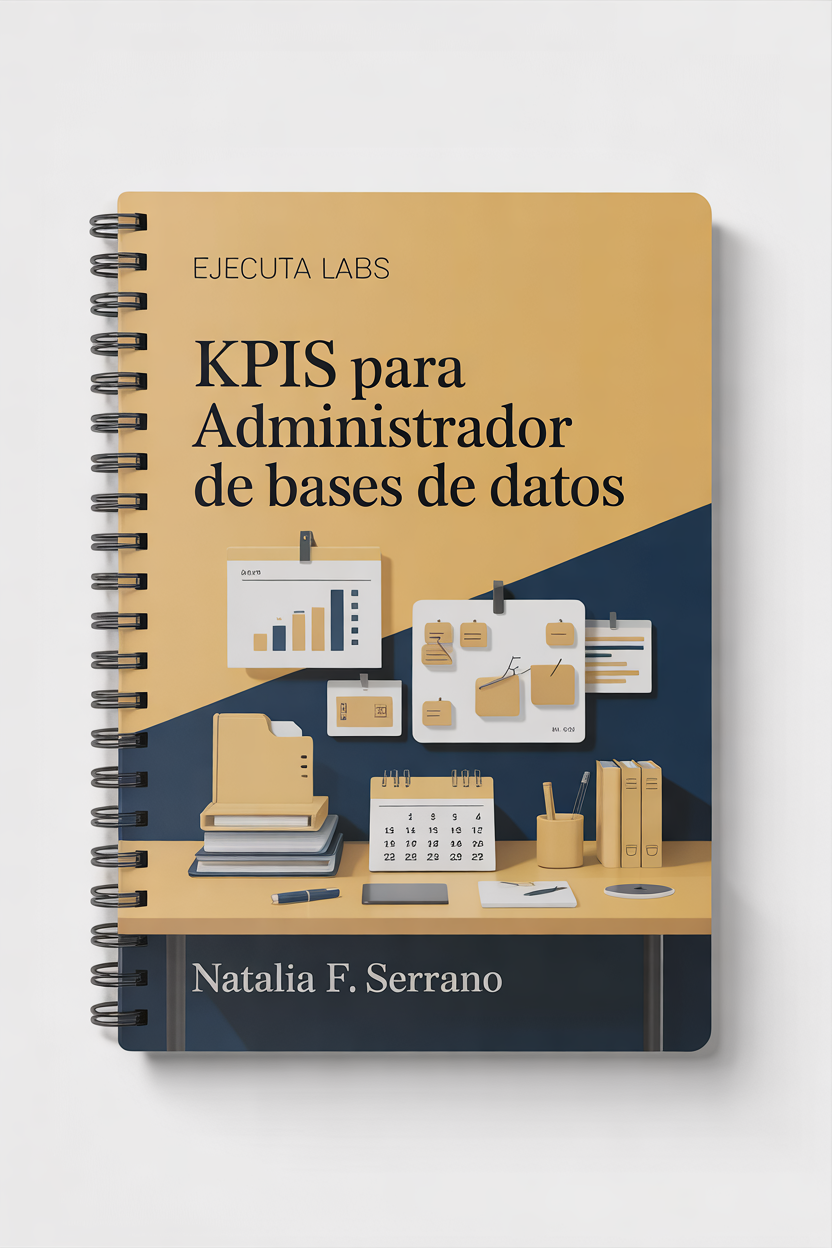 EJECUTA LABS
KPIS para
Administrador
de bases de datos
Natalia F. Serrano